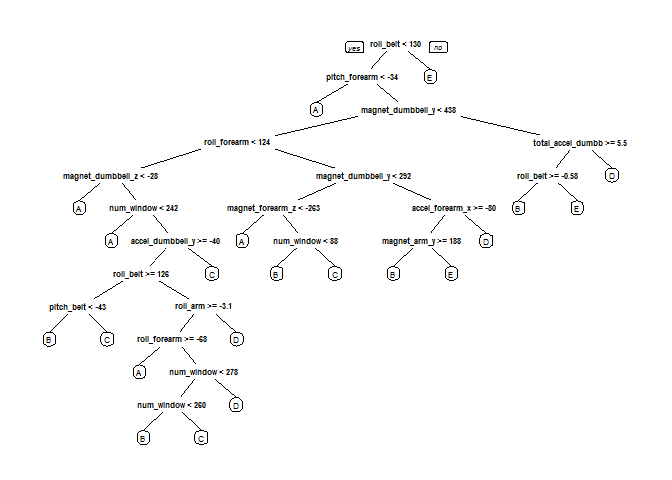 yes roll_belt < 130 no
pitch_forearm < -34 E
A magnet_dumbbell_y < 438
roll_forearm < 124 total_accel_dumbb >= 5.5
magnet_dumbbell_z < -28 magnet_dumbbell_y < 292 roll_belt >= -0.58 D
A num_window < 242 magnet_forearm_z < -263 accel_forearm_x >= -80 B E
A accel_dumbbell_y >= -40 A num_window < 88 magnet_arm_y >= 188 D
roll_belt >= 126 C B C B E
pitch_belt < -43 roll_arm >= -3.1
B C roll_forearm >= -68 D
A num_window < 278
num_window < 260 D
B C